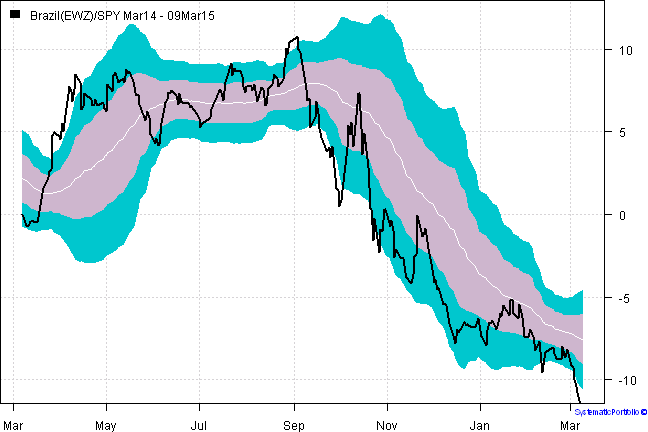 Brazil(EWZ)/SPY Mar14 - 09Mar15
10
5
0
-5
-10
Mar May Jul Sep Nov Jan Mar
SystematicPortfolio ©